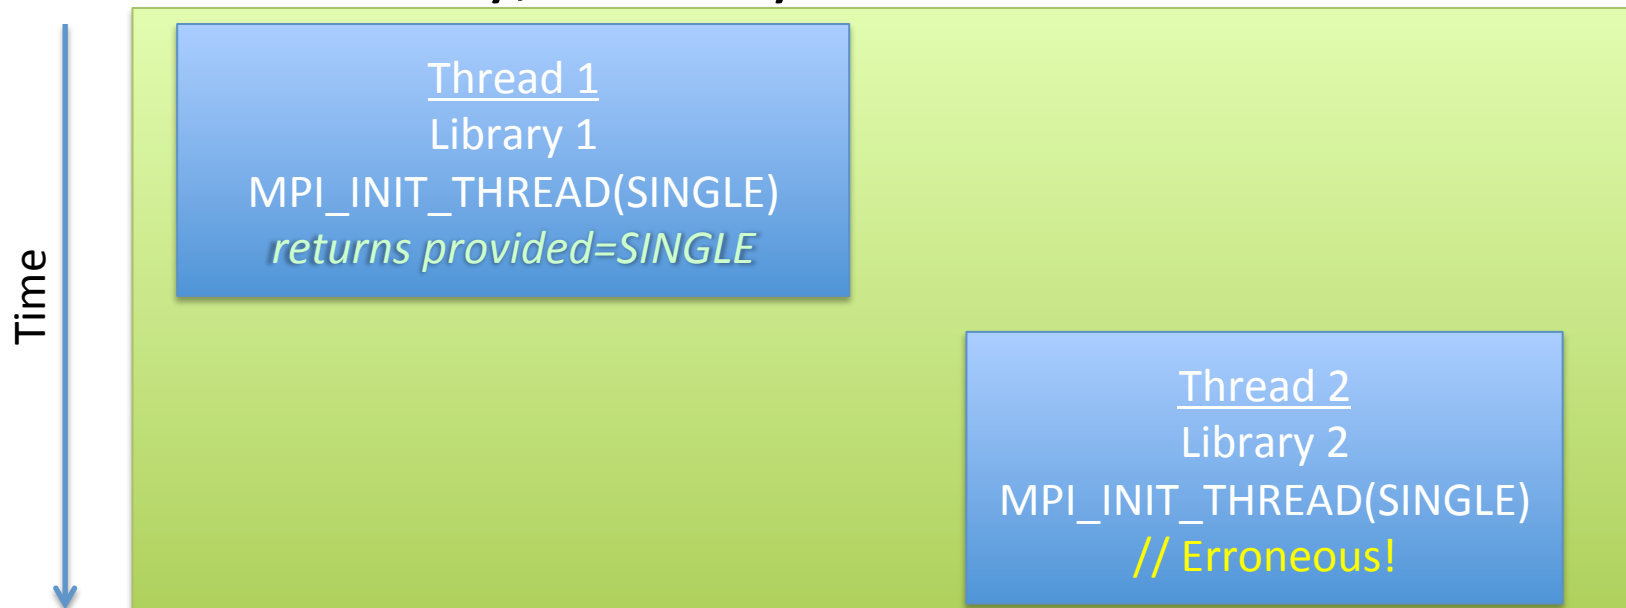 Time
Thread 1
Library 1
MPI_INIT_THREAD(SINGLE)
returns provided=SINGLE
Thread 2
Library 2
MPI_INIT_THREAD(SINGLE)
// Erroneous!